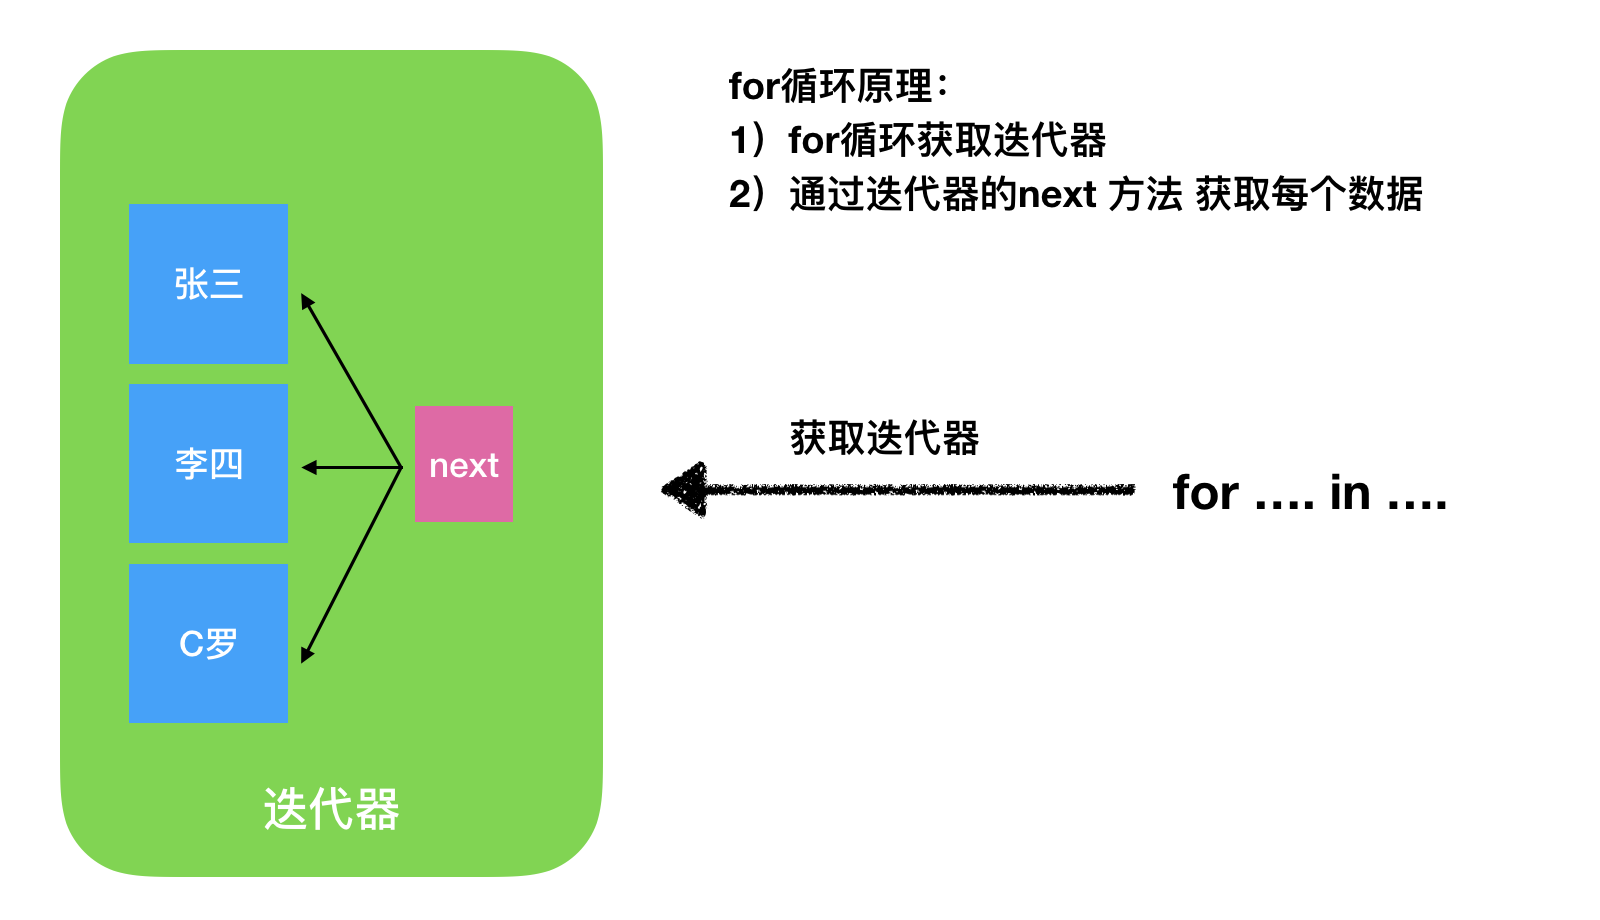 for循环原理：
1）for循环获取迭代器
2）通过迭代器的next 方法 获取每个数据
张三
李四
C罗
next
迭代器
获取迭代器
for …. in ….